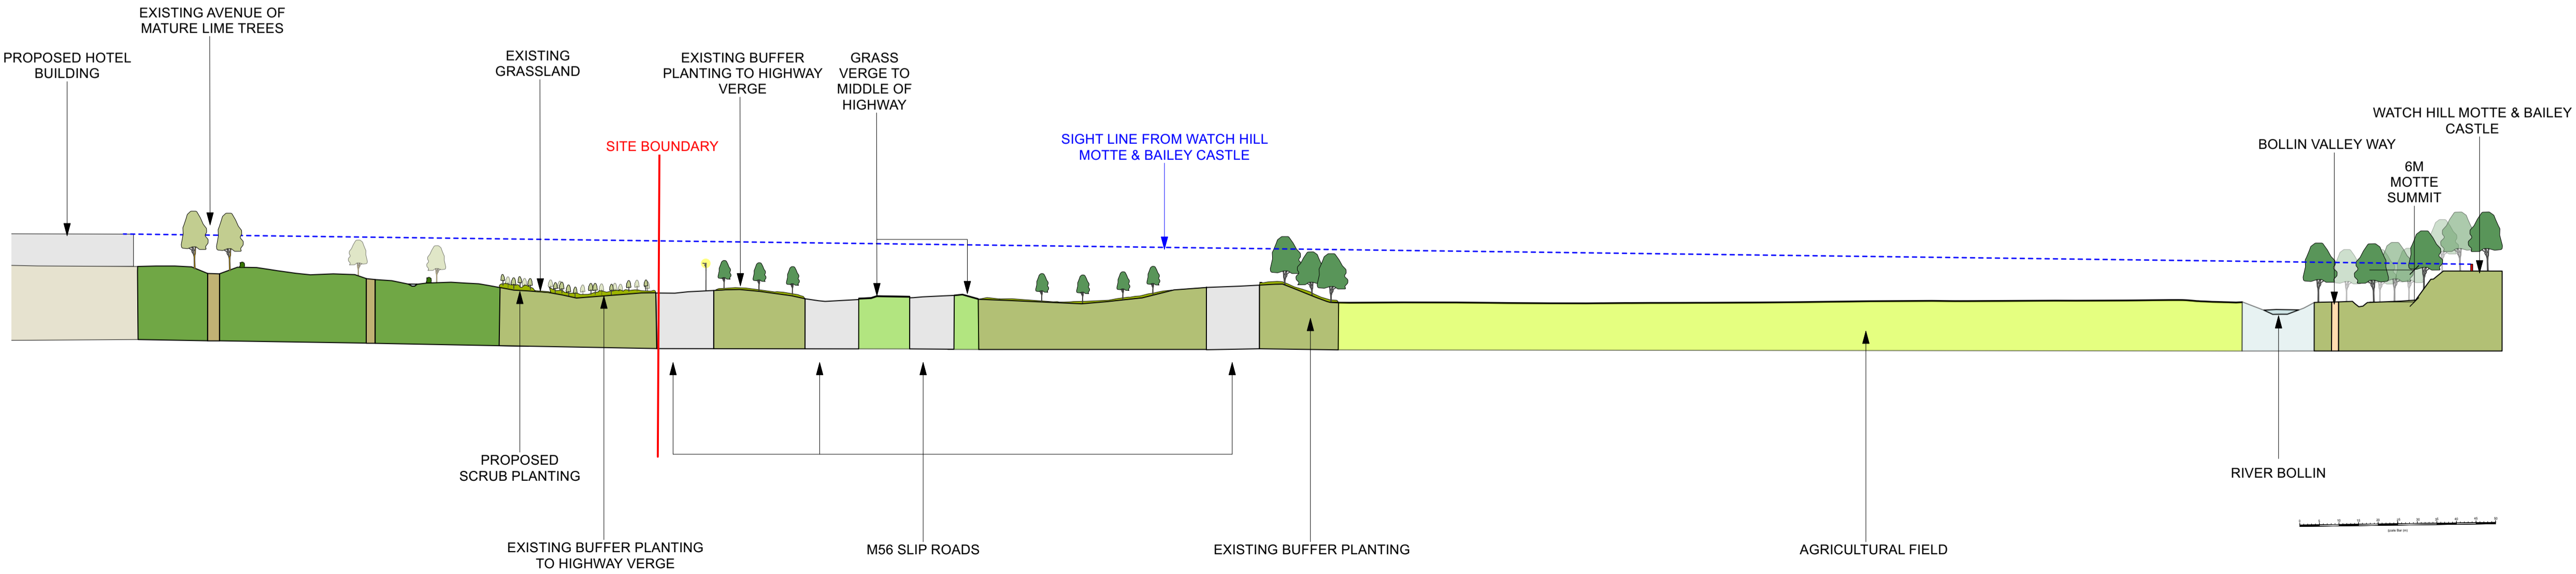 EXISTING AVENUE OF
MATURE LIME TREES
PROPOSED HOTEL
BUILDING
EXISTING
GRASSLAND
EXISTING BUFFER
PLANTING TO HIGHWAY
VERGE
GRASS
VERGE TO
MIDDLE OF
HIGHWAY
SITE BOUNDARY
SIGHT LINE FROM WATCH HILL
MOTTE & BAILEY CASTLE
WATCH HILL MOTTE & BAILEY
CASTLE
BOLLIN VALLEY WAY
6M
MOTTE
SUMMIT
PROPOSED
SCRUB PLANTING
RIVER BOLLIN
EXISTING BUFFER PLANTING
TO HIGHWAY VERGE
M56 SLIP ROADS
EXISTING BUFFER PLANTING
AGRICULTURAL FIELD